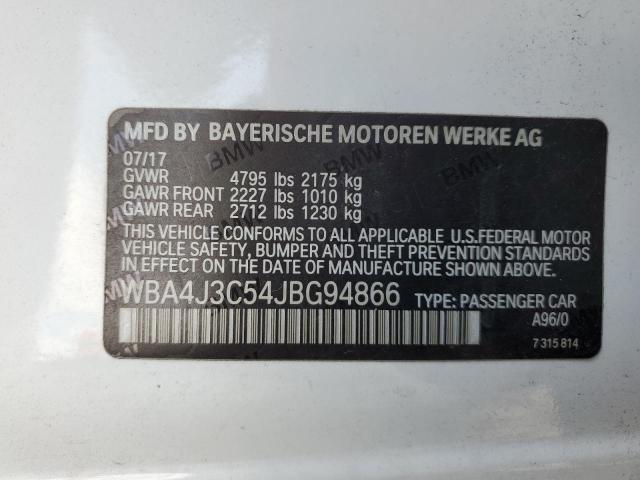 MFD BY BAYERISCHE MOTOREN WERKE AG
07/17
GVWR 4795 lbs 2175 kg
GAWR FRONT 2227 lbs 1010 kg
GAWR REAR 2712 lbs 1230 kg
THIS VEHICLE CONFORMS TO ALL APPLICABLE U.S.FEDERAL MOTOR
VEHICLE SAFETY, BUMPER AND THEFT PREVENTION STANDARDS
IN EFFECT ON THE DATE OF MANUFACTURE SHOWN ABOVE.
WBA4J3C54JBG94866 TYPE: PASSENGER CAR
A96/0
7 315 814